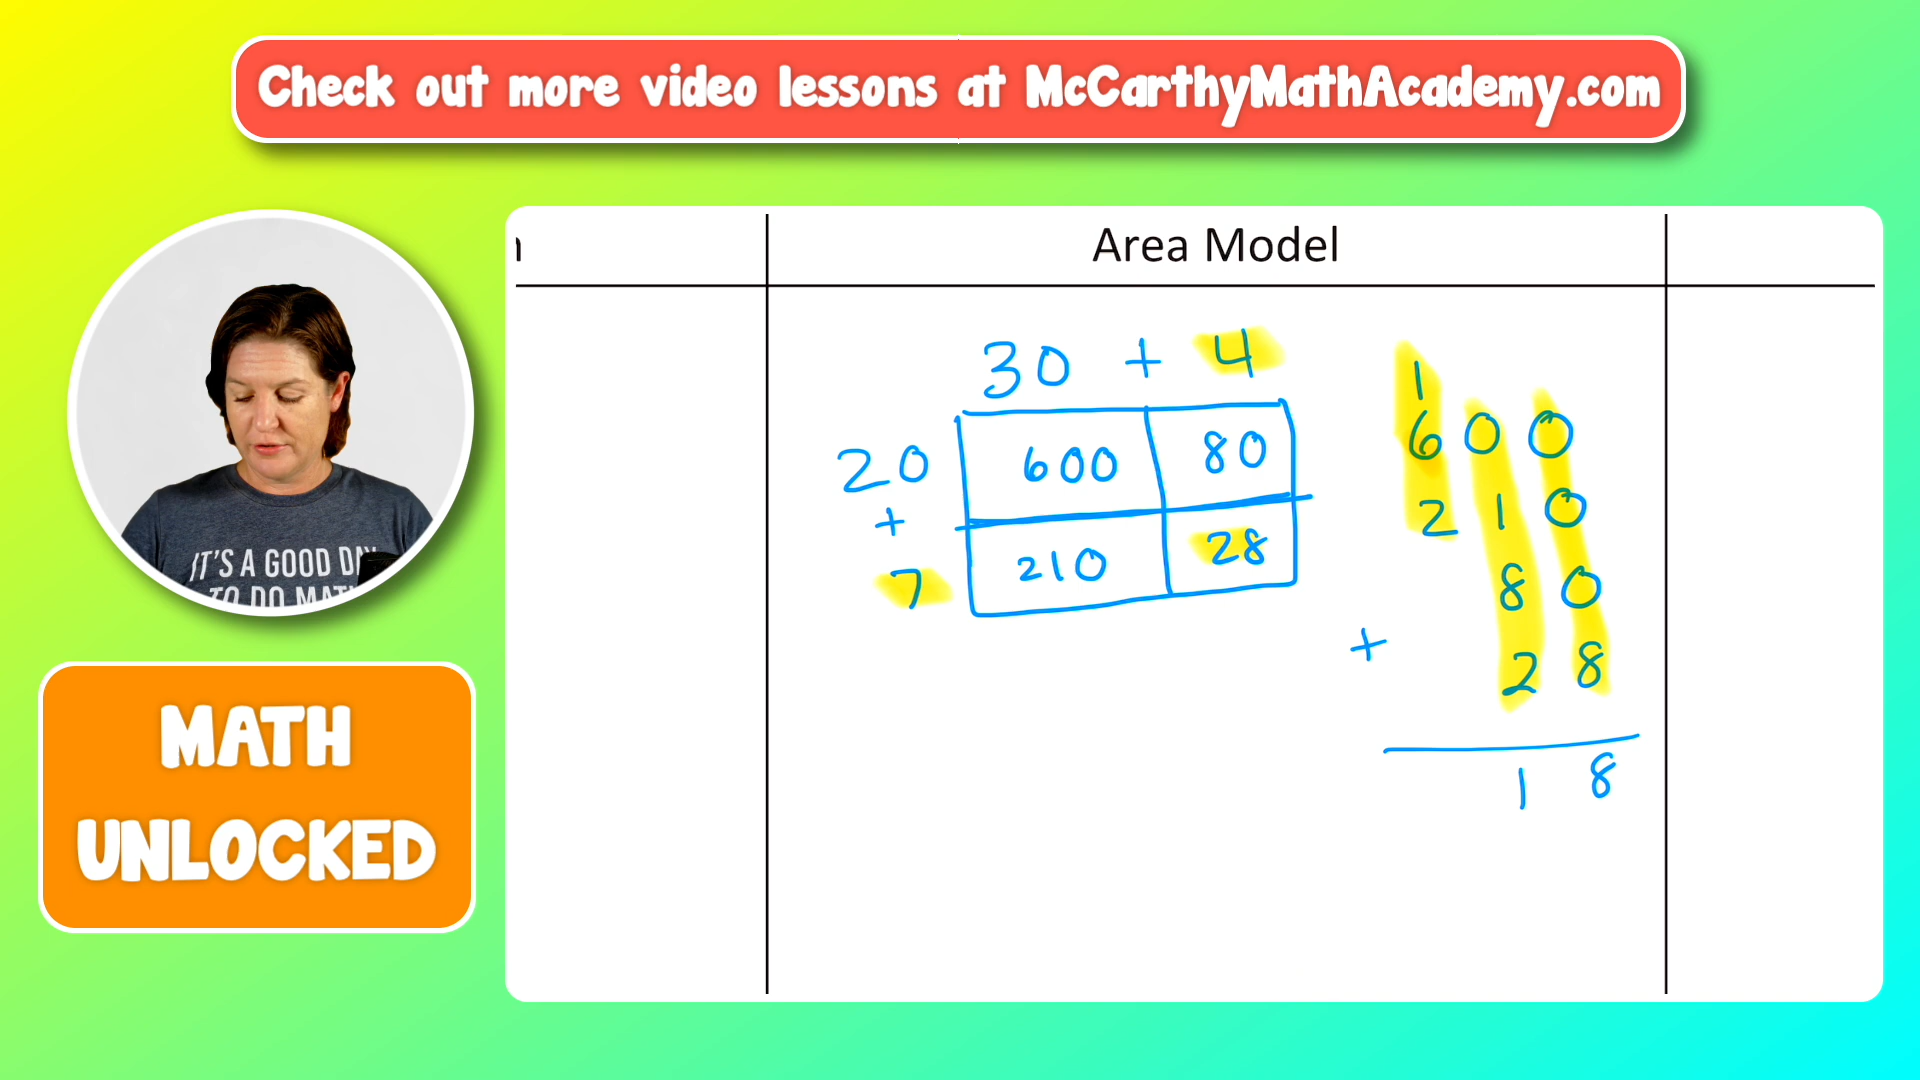 Check out more video lessons at McCarthyMathAcademy.com
Area Model
30 + 4
20
+
7
600
80
210
28
1
600
210
80
+ 28
18
IT'S A GOOD DAY
TO DO MATH
MATH
UNLOCKED